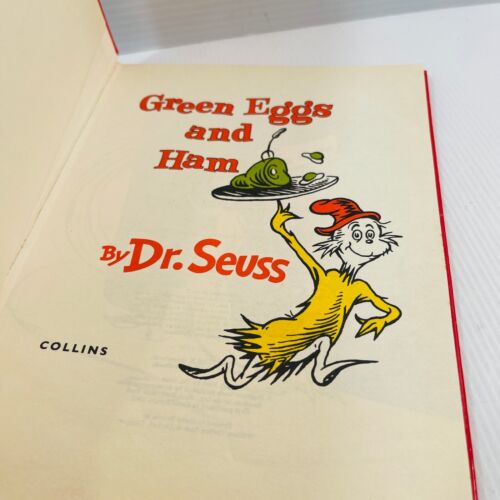 Green Eggs
and
Ham
By Dr. Seuss
COLLINS